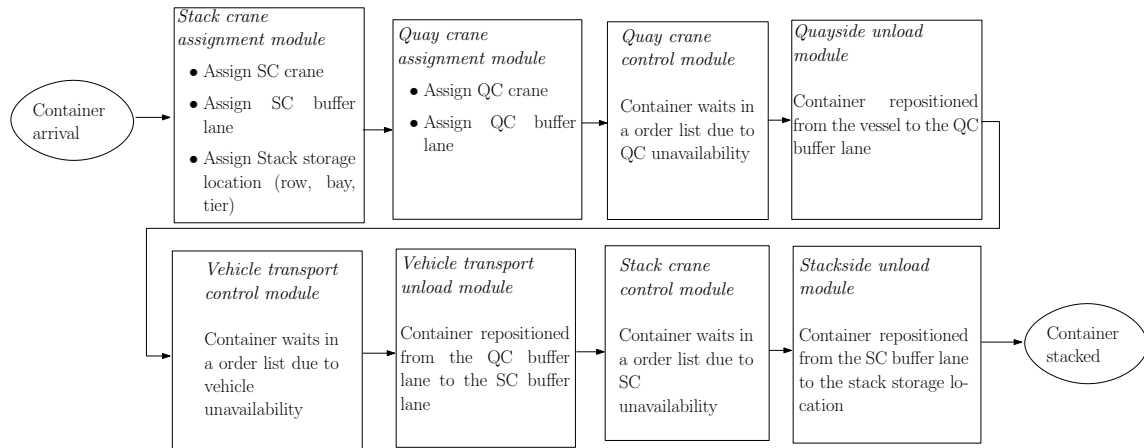 Container
arrival
Stack crane
assignment module
• Assign SC crane
• Assign SC buffer
lane
• Assign Stack storage
location (row, bay,
tier)
Quay crane
assignment module
• Assign QC crane
• Assign QC buffer
lane
Quay crane
control module
Container waits in
a order list due to
QC unavailability
Quayside unload
module
Container repositioned
from the vessel to the QC
buffer lane
Vehicle transport
control module
Container waits in
a order list due to
vehicle
unavailability
Vehicle transport
unload module
Container repositioned
from the QC buffer
lane to the SC buffer
lane
Stack crane
control module
Container waits in
a order list due to
SC
unavailability
Stackside unload
module
Container repositioned
from the SC buffer lane
to the stack storage lo-
cation
Container
stacked